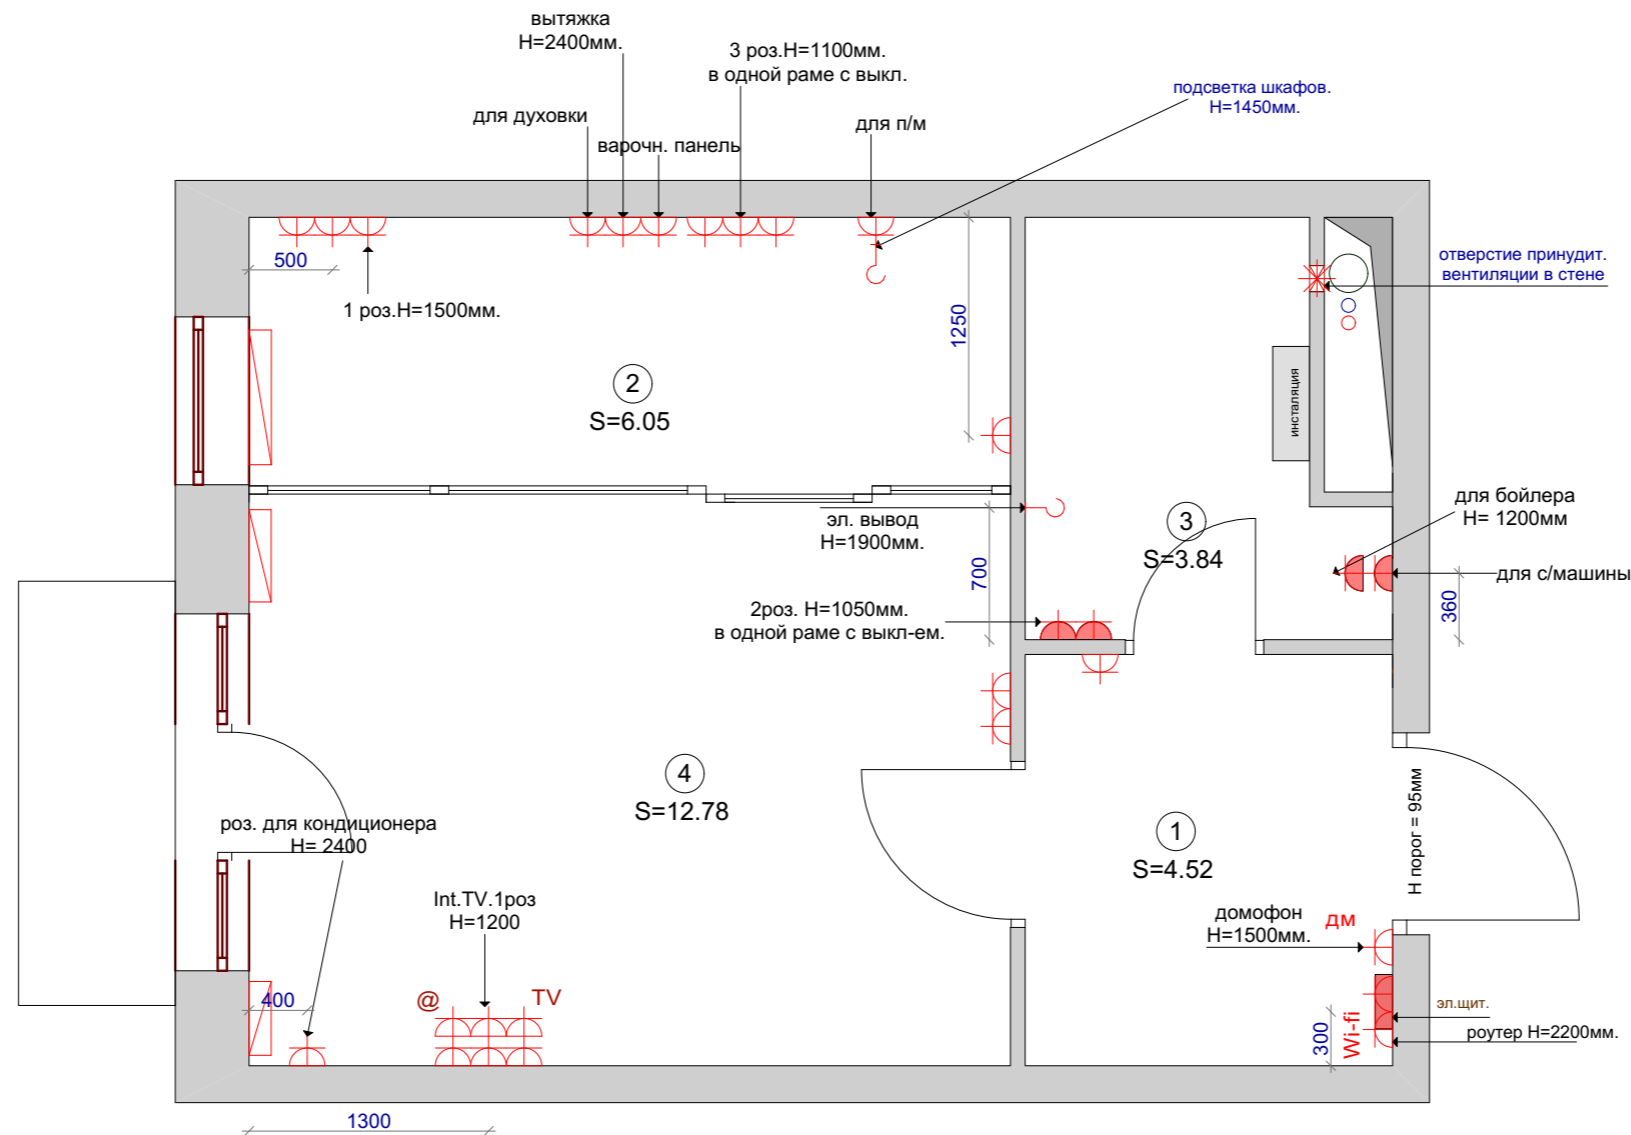 вытяжка
H=2400мм.
3 роз.H=1100мм.
в одной раме с выкл.
подсветка шкафов.
H=1450мм.
для духовки
варочн. панель
для п/м
отверстие принудит.
вентиляции в стене
500
1 роз.H=1500мм.
1250
2
S=6.05
инсталяция
для бойлера
H= 1200мм
эл. вывод
H=1900мм.
3
S=3.84
700
для с/машины
360
2роз. H=1050мм.
в одной раме с выкл-ем.
4
S=12.78
H порог = 95мм
роз. для кондиционера
H= 2400
1
S=4.52
Int.TV.1роз
H=1200
домофон
H=1500мм.
дм
400
@
TV
эл.щит.
Wi-fi
300
роутер H=2200мм.
1300